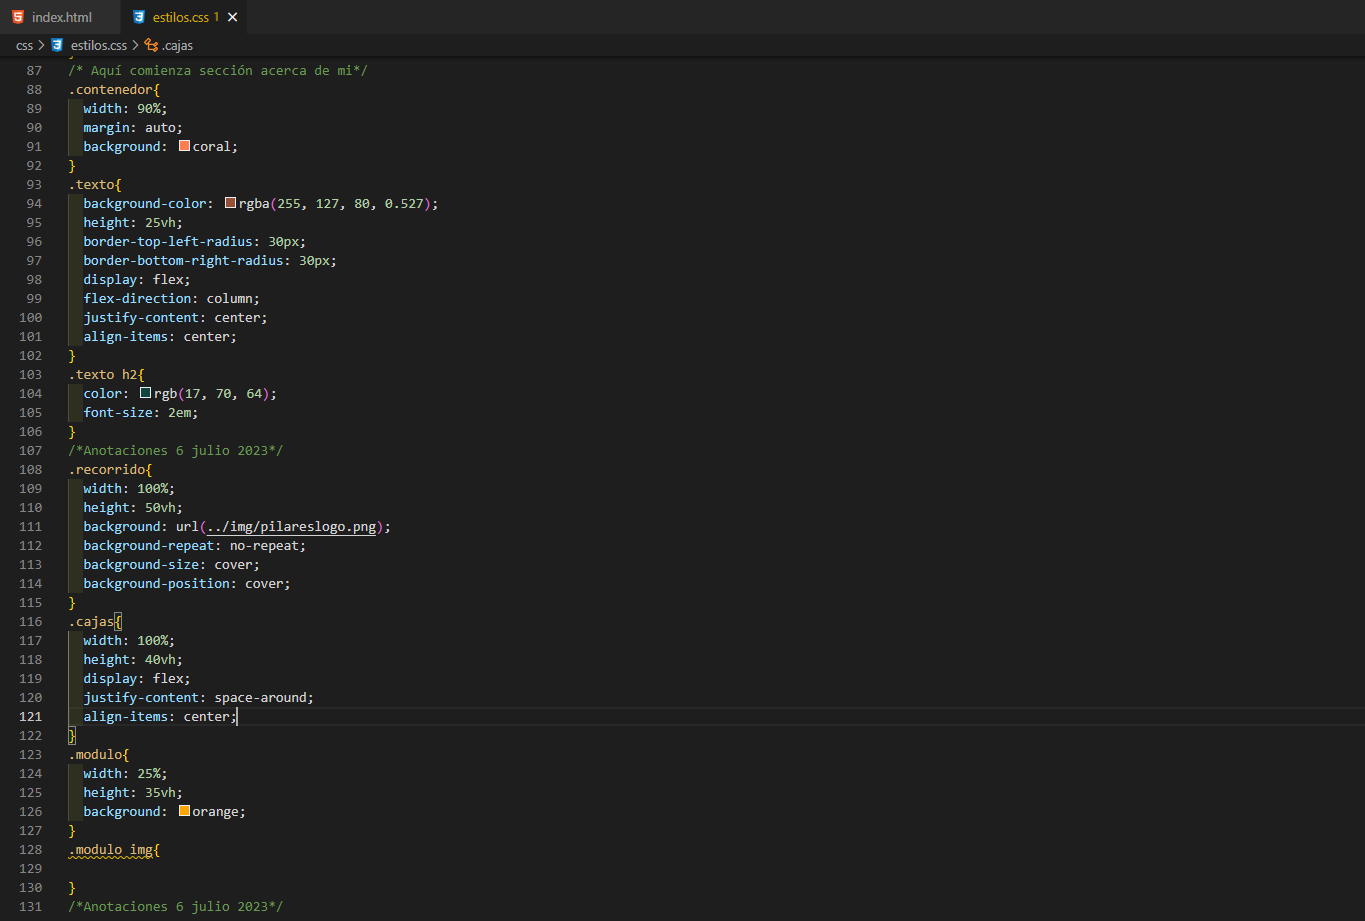 index.html
estilos.css 1
css > estilos.css > .cajas
87 /* Aquí comienza sección acerca de mi*/
88 .contenedor{
89 width: 90%;
90 margin: auto;
91 background: coral;
92 }
93 .texto{
94 background-color: rgba(255, 127, 80, 0.527);
95 height: 25vh;
96 border-top-left-radius: 30px;
97 border-bottom-right-radius: 30px;
98 display: flex;
99 flex-direction: column;
100 justify-content: center;
101 align-items: center;
102 }
103 .texto h2{
104 color: rgb(17, 70, 64);
105 font-size: 2em;
106 }
107 /*Anotaciones 6 julio 2023*/
108 .recorrido{
109 width: 100%;
110 height: 50vh;
111 background: url(../img/pilareslogo.png);
112 background-repeat: no-repeat;
113 background-size: cover;
114 background-position: cover;
115 }
116 .cajas{
117 width: 100%;
118 height: 40vh;
119 display: flex;
120 justify-content: space-around;
121 align-items: center;
122 }
123 .modulo{
124 width: 25%;
125 height: 35vh;
126 background: orange;
127 }
128 .modulo img{
129
130 }
131 /*Anotaciones 6 julio 2023*/